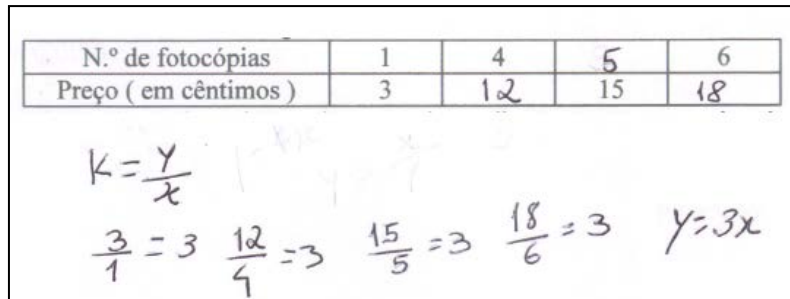 N.º de fotocópias 1 4 5 6
Preço ( em cêntimos ) 3 12 15 18
K = y/x
3/1 = 3 12/4 = 3 15/5 = 3 18/6 = 3 y = 3x